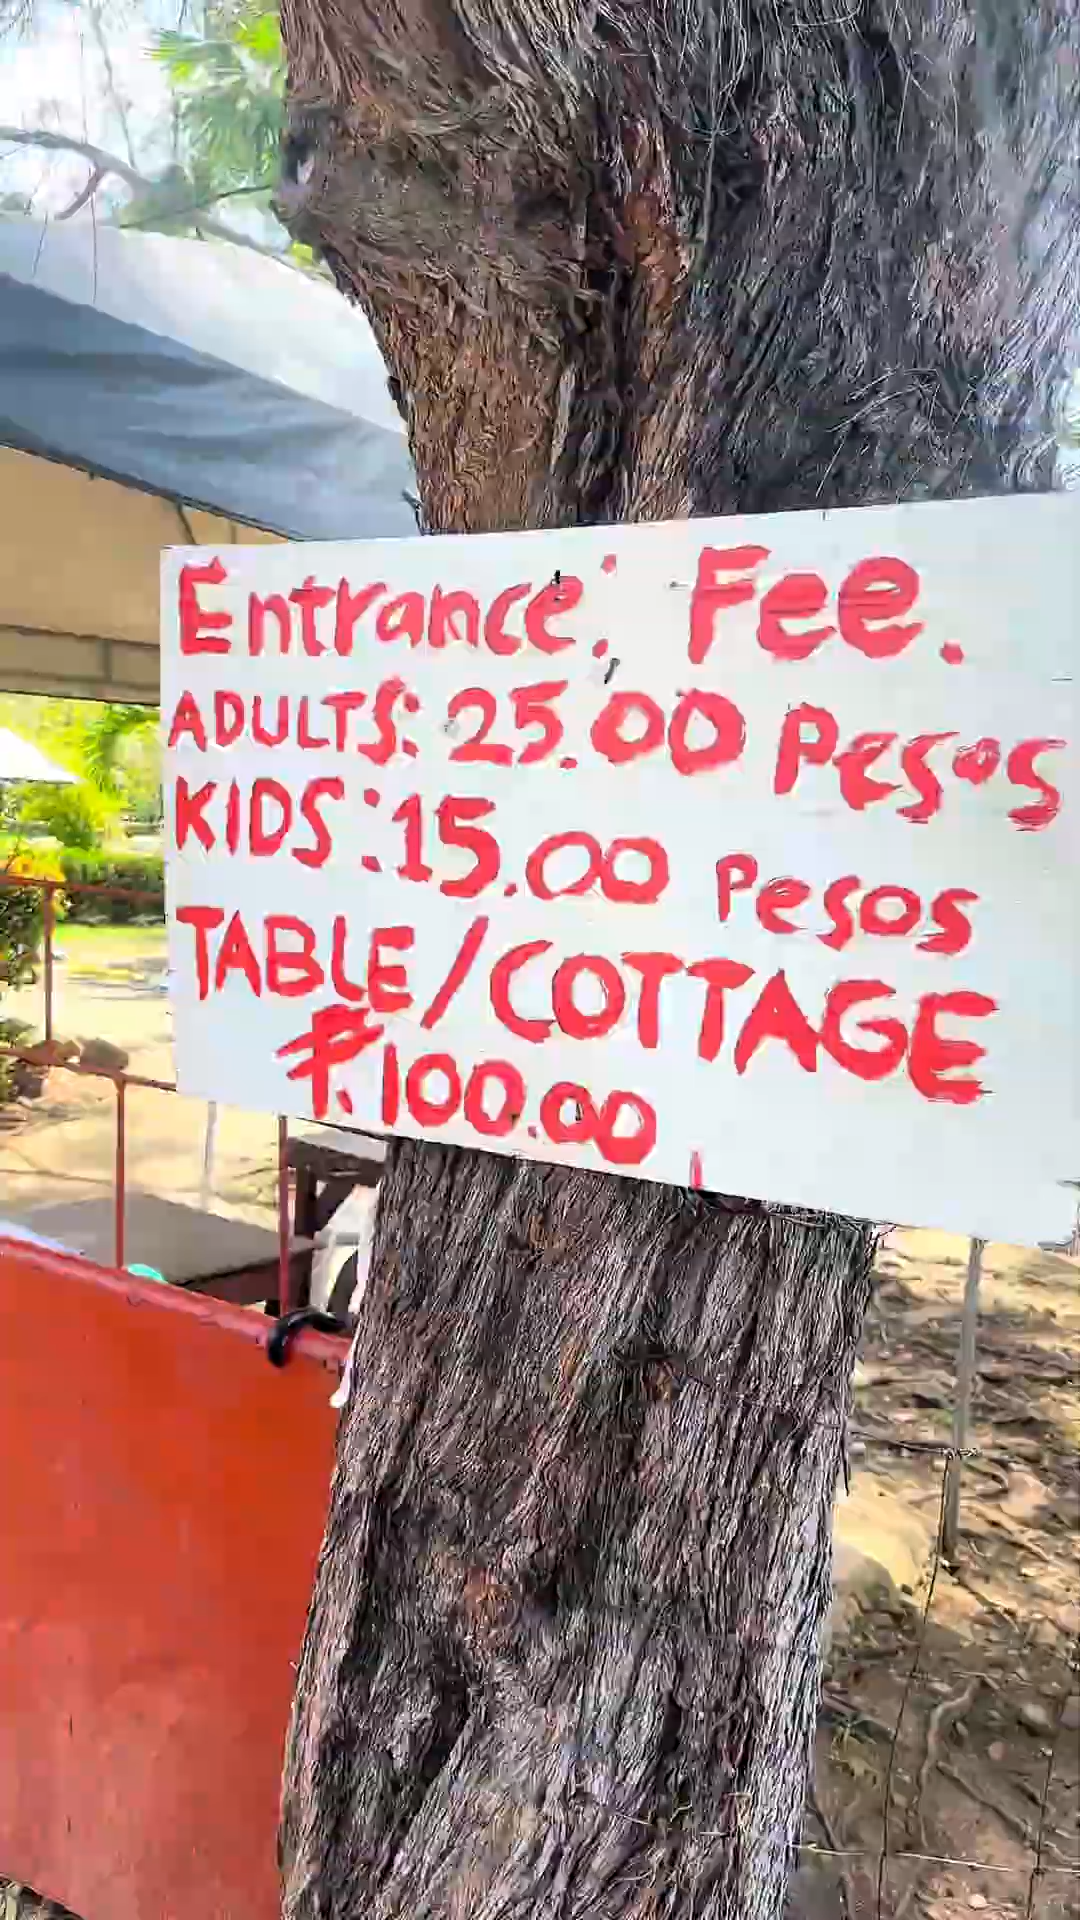 Entrance: Fee.
ADULTS: 25.00 Pesos
KIDS: 15.00 Pesos
TABLE/COTTAGE
₱.100.00